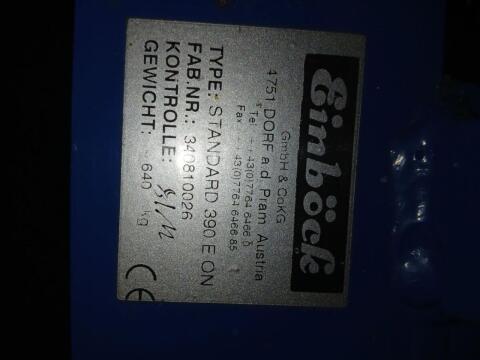 Einböck
GmbH & CoKG
4751 DORF a.d. Pram Austria
Tel. ++43(0)7764 6466 0
Fax ++43(0)7764 6466 85
TYPE: STANDARD 390 E ON
FAB.NR.: 340810026
KONTROLLE:
GEWICHT: 640 kg
CE